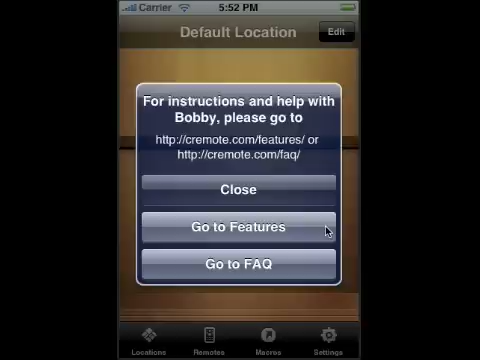 Carrier 5:52 PM
Default Location Edit
For instructions and help with
Bobby, please go to
http://cremote.com/features/ or
http://cremote.com/faq/
Close
Go to Features
Go to FAQ
Locations Remotes Macros Settings